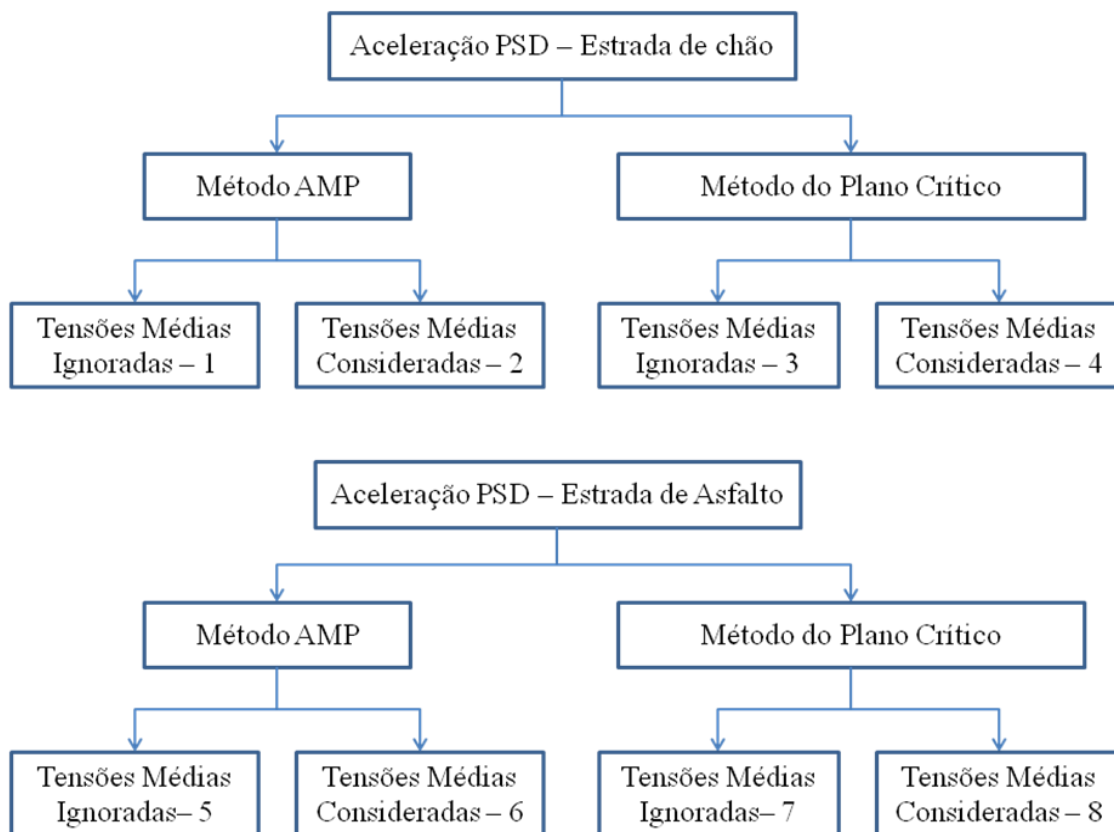 Aceleração PSD – Estrada de chão
Método AMP
Método do Plano Crítico
Tensões Médias
Ignoradas – 1
Tensões Médias
Consideradas – 2
Tensões Médias
Ignoradas – 3
Tensões Médias
Consideradas – 4
Aceleração PSD – Estrada de Asfalto
Método AMP
Método do Plano Crítico
Tensões Médias
Ignoradas– 5
Tensões Médias
Consideradas – 6
Tensões Médias
Ignoradas– 7
Tensões Médias
Consideradas – 8